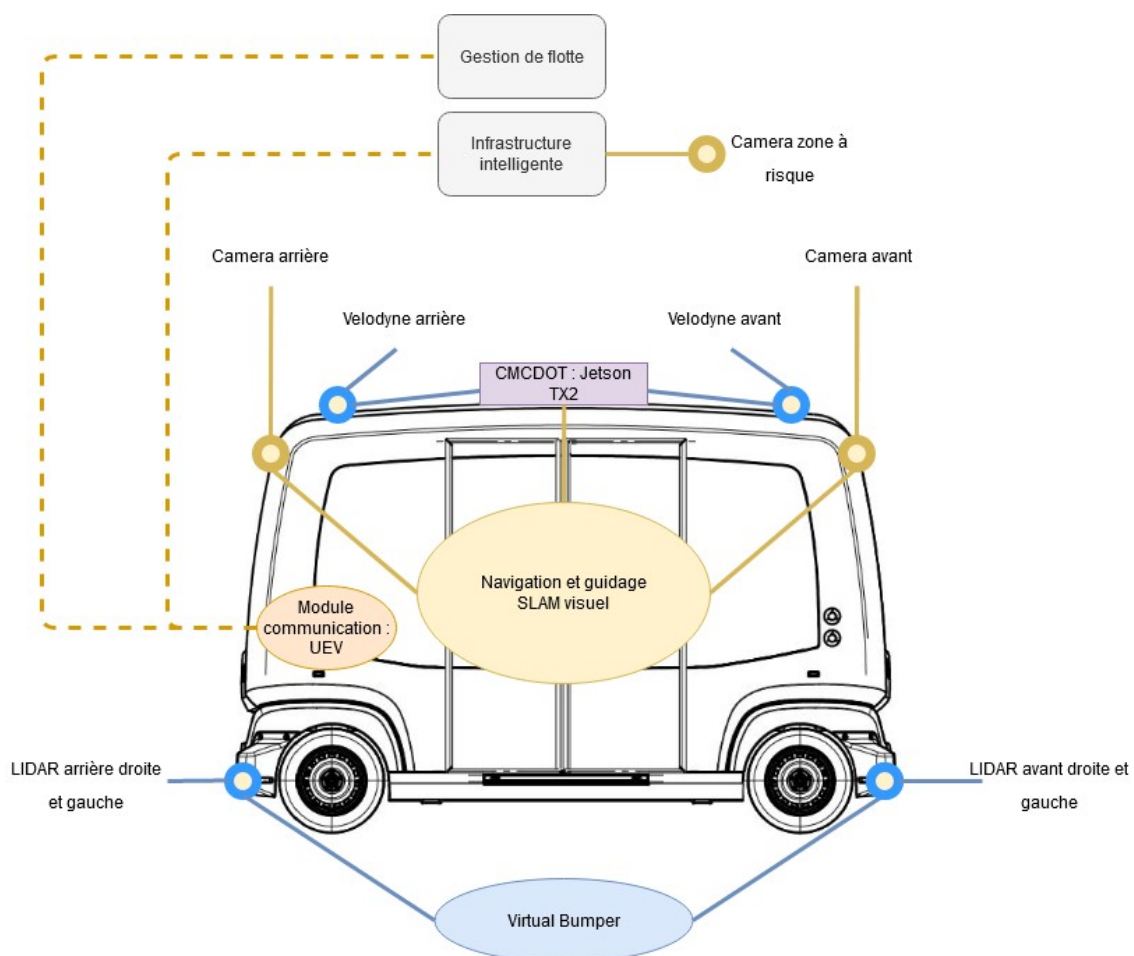 Gestion de flotte
Infrastructure
intelligente
Camera zone à
risque
Camera arrière
Camera avant
Velodyne arrière
Velodyne avant
CMCDOT : Jetson
TX2
Navigation et guidage
SLAM visuel
Module
communication :
UEV
LIDAR arrière droite
et gauche
LIDAR avant droite et
gauche
Virtual Bumper